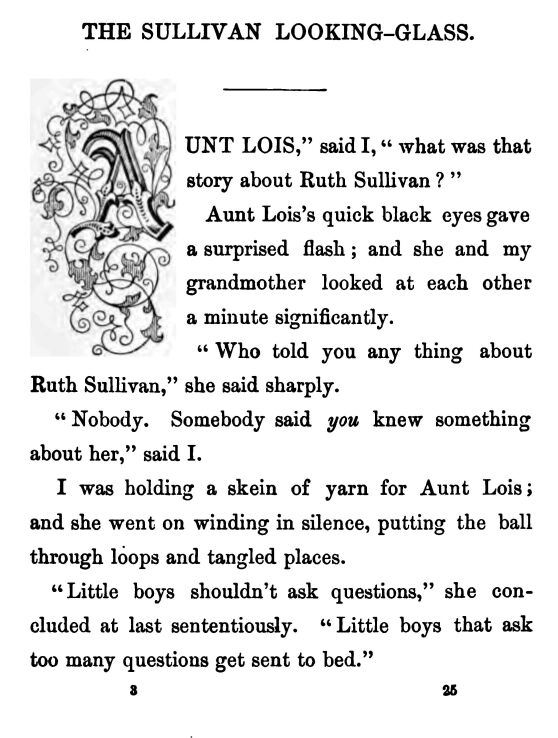 THE SULLIVAN LOOKING-GLASS.
AUNT LOIS," said I, "what was that
story about Ruth Sullivan?"
Aunt Lois's quick black eyes gave
a surprised flash; and she and my
grandmother looked at each other
a minute significantly.
"Who told you any thing about
Ruth Sullivan," she said sharply.
"Nobody. Somebody said you knew something
about her," said I.
I was holding a skein of yarn for Aunt Lois;
and she went on winding in silence, putting the ball
through loops and tangled places.
"Little boys shouldn't ask questions," she con-
cluded at last sententiously. "Little boys that ask
too many questions get sent to bed."
3 25